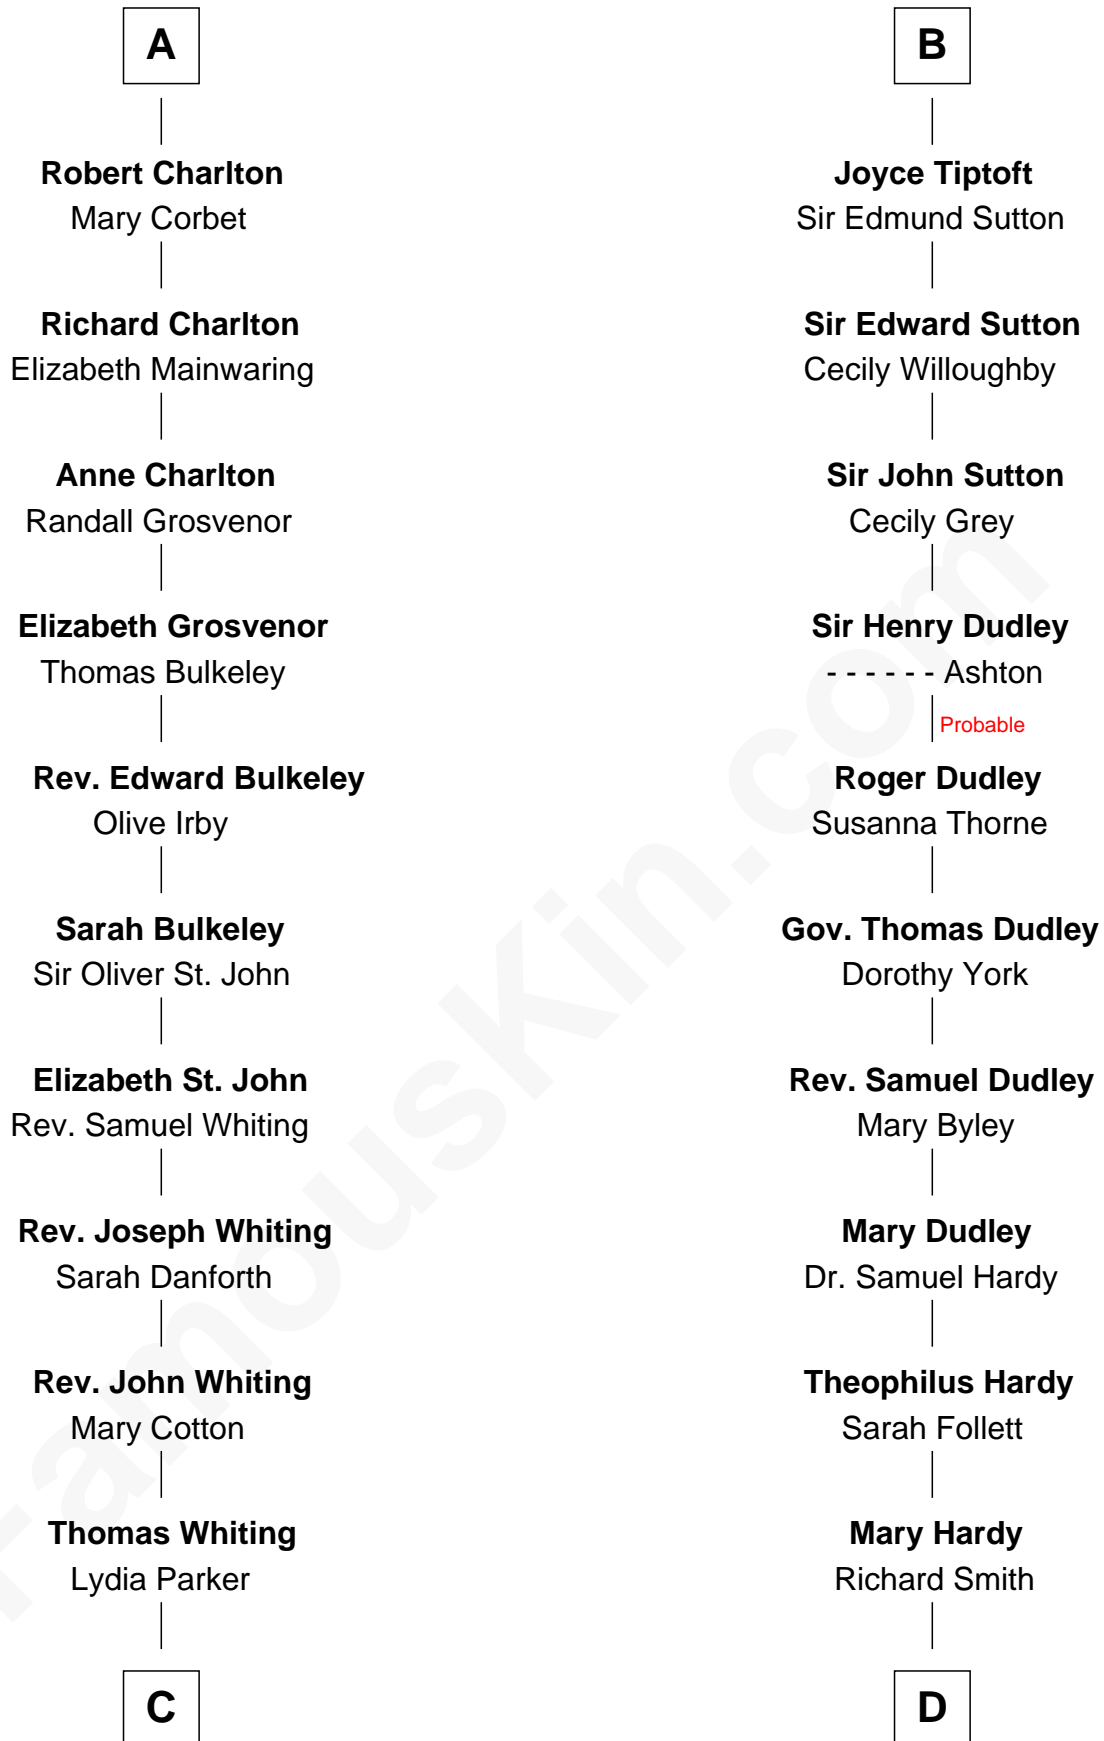 A
Robert Charlton
Mary Corbet
Richard Charlton
Elizabeth Mainwaring
Anne Charlton
Randall Grosvenor
Elizabeth Grosvenor
Thomas Bulkeley
Rev. Edward Bulkeley
Olive Irby
Sarah Bulkeley
Sir Oliver St. John
Elizabeth St. John
Rev. Samuel Whiting
Rev. Joseph Whiting
Sarah Danforth
Rev. John Whiting
Mary Cotton
Thomas Whiting
Lydia Parker
C
B
Joyce Tiptoft
Sir Edmund Sutton
Sir Edward Sutton
Cecily Willoughby
Sir John Sutton
Cecily Grey
Sir Henry Dudley
- - - - - - Ashton
Probable
Roger Dudley
Susanna Thorne
Gov. Thomas Dudley
Dorothy York
Rev. Samuel Dudley
Mary Byley
Mary Dudley
Dr. Samuel Hardy
Theophilus Hardy
Sarah Follett
Mary Hardy
Richard Smith
D
FamousKin.com